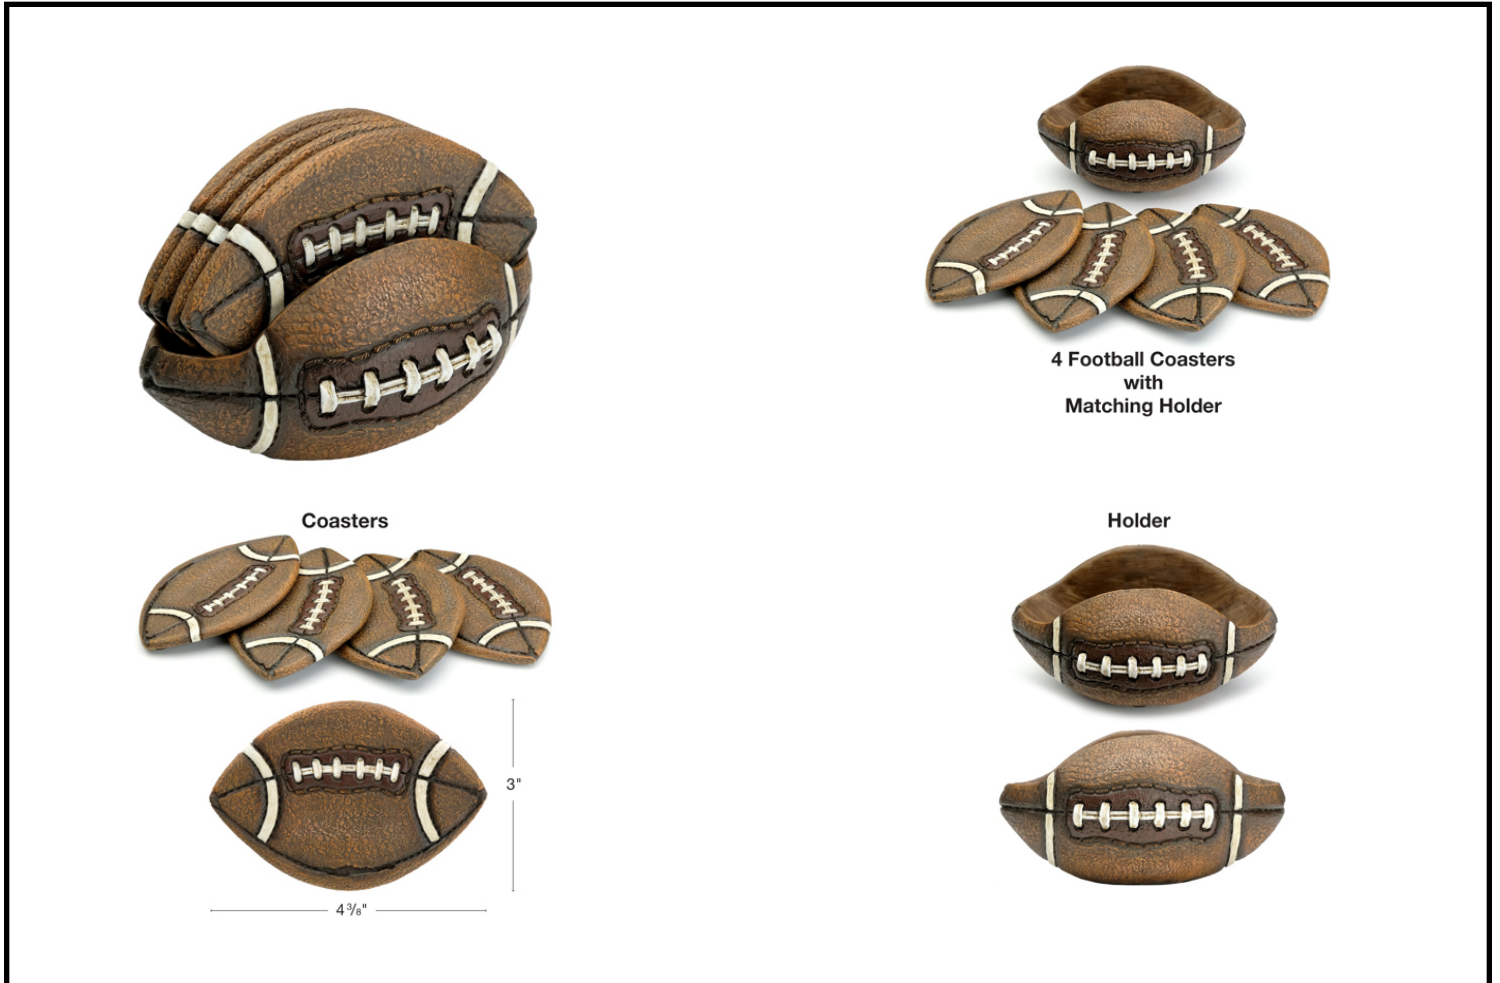 4 Football Coasters
with
Matching Holder
Coasters
Holder
3"
4 3/8"